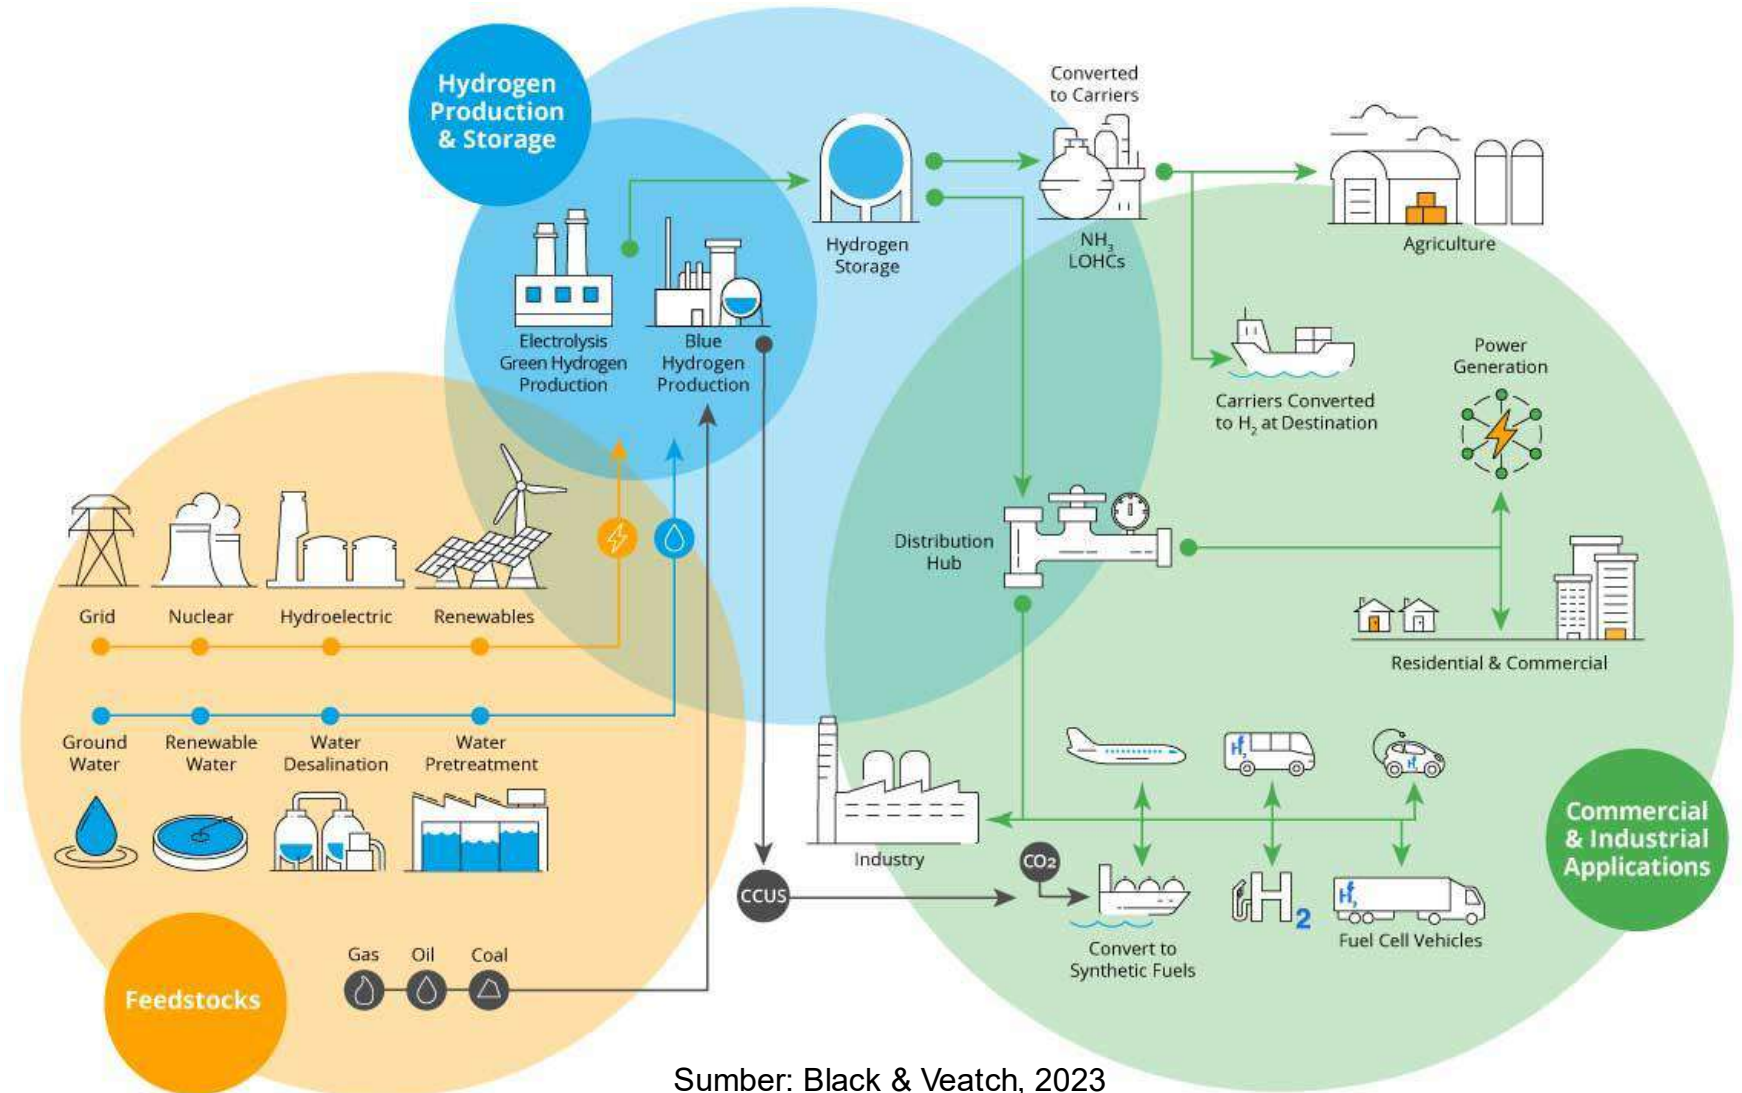 Hydrogen
Production
& Storage
Converted
to Carriers
Hydrogen
Storage
NH3
LOHCs
Agriculture
Electrolysis
Green Hydrogen
Production
Blue
Hydrogen
Production
Carriers Converted
to H2 at Destination
Power
Generation
Distribution
Hub
Residential & Commercial
Grid
Nuclear
Hydroelectric
Renewables
Ground
Water
Renewable
Water
Water
Desalination
Water
Pretreatment
Industry
CO2
CCUS
H2
H2
H2
H2
Convert to
Synthetic Fuels
Fuel Cell Vehicles
Commercial
& Industrial
Applications
Gas
Oil
Coal
Feedstocks
Sumber: Black & Veatch, 2023